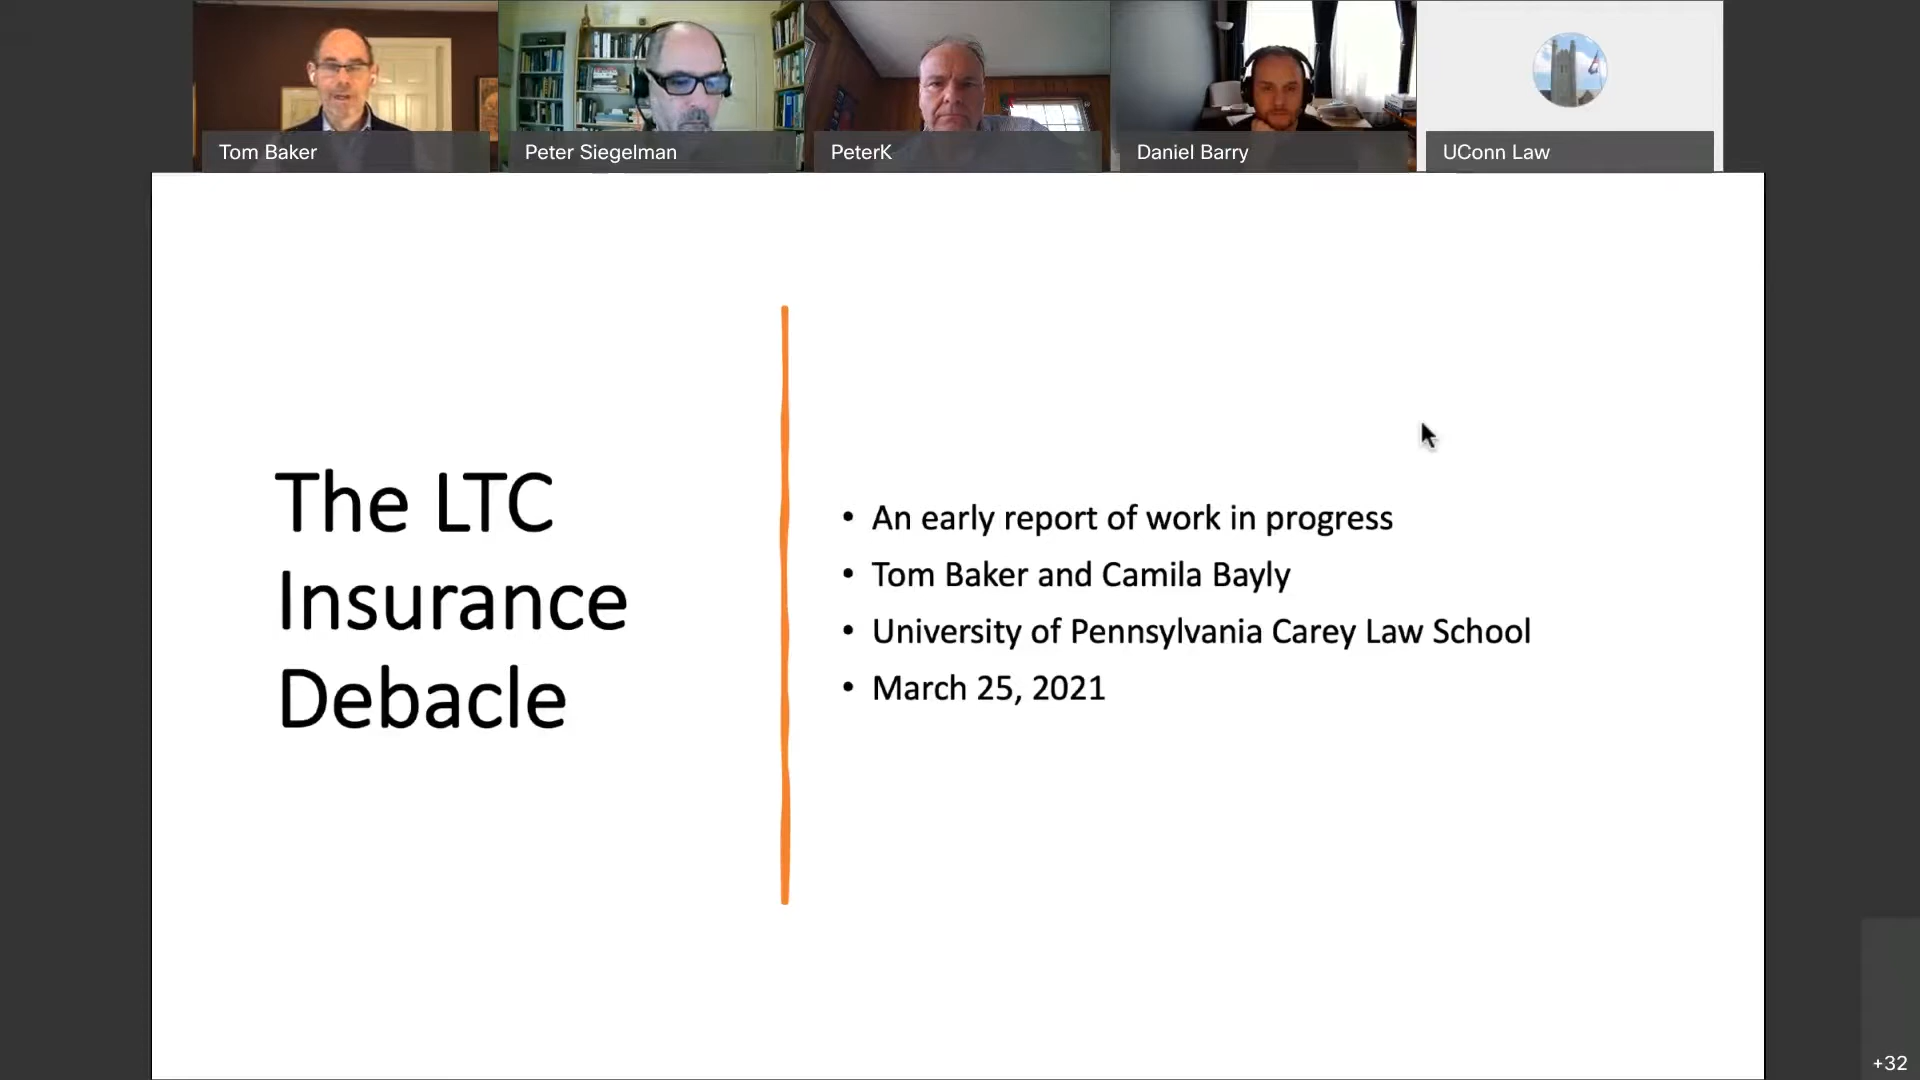 Tom Baker
Peter Siegelman
PeterK
Daniel Barry
UConn Law
The LTC
Insurance
Debacle
• An early report of work in progress
• Tom Baker and Camila Bayly
• University of Pennsylvania Carey Law School
• March 25, 2021
+32